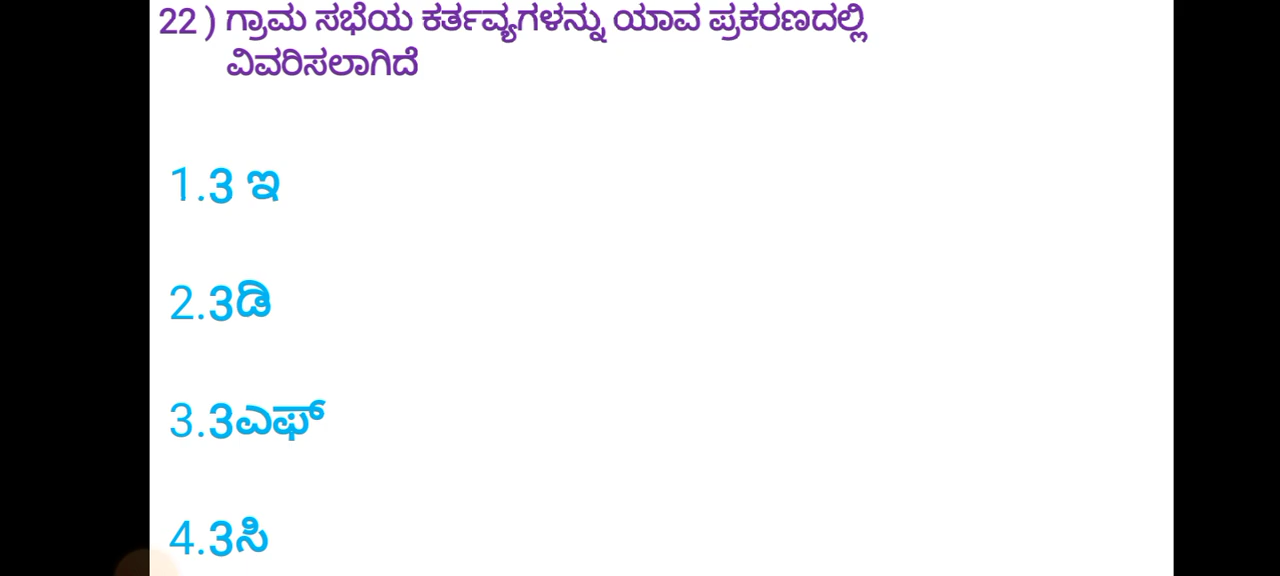 22 ) ಗ್ರಾಮ ಸಭೆಯ ಕರ್ತವ್ಯಗಳನ್ನು ಯಾವ ಪ್ರಕರಣದಲ್ಲಿ
ವಿವರಿಸಲಾಗಿದೆ
1.3 ಇ
2.3ಡಿ
3.3ಎಫ್
4.3ಸಿ